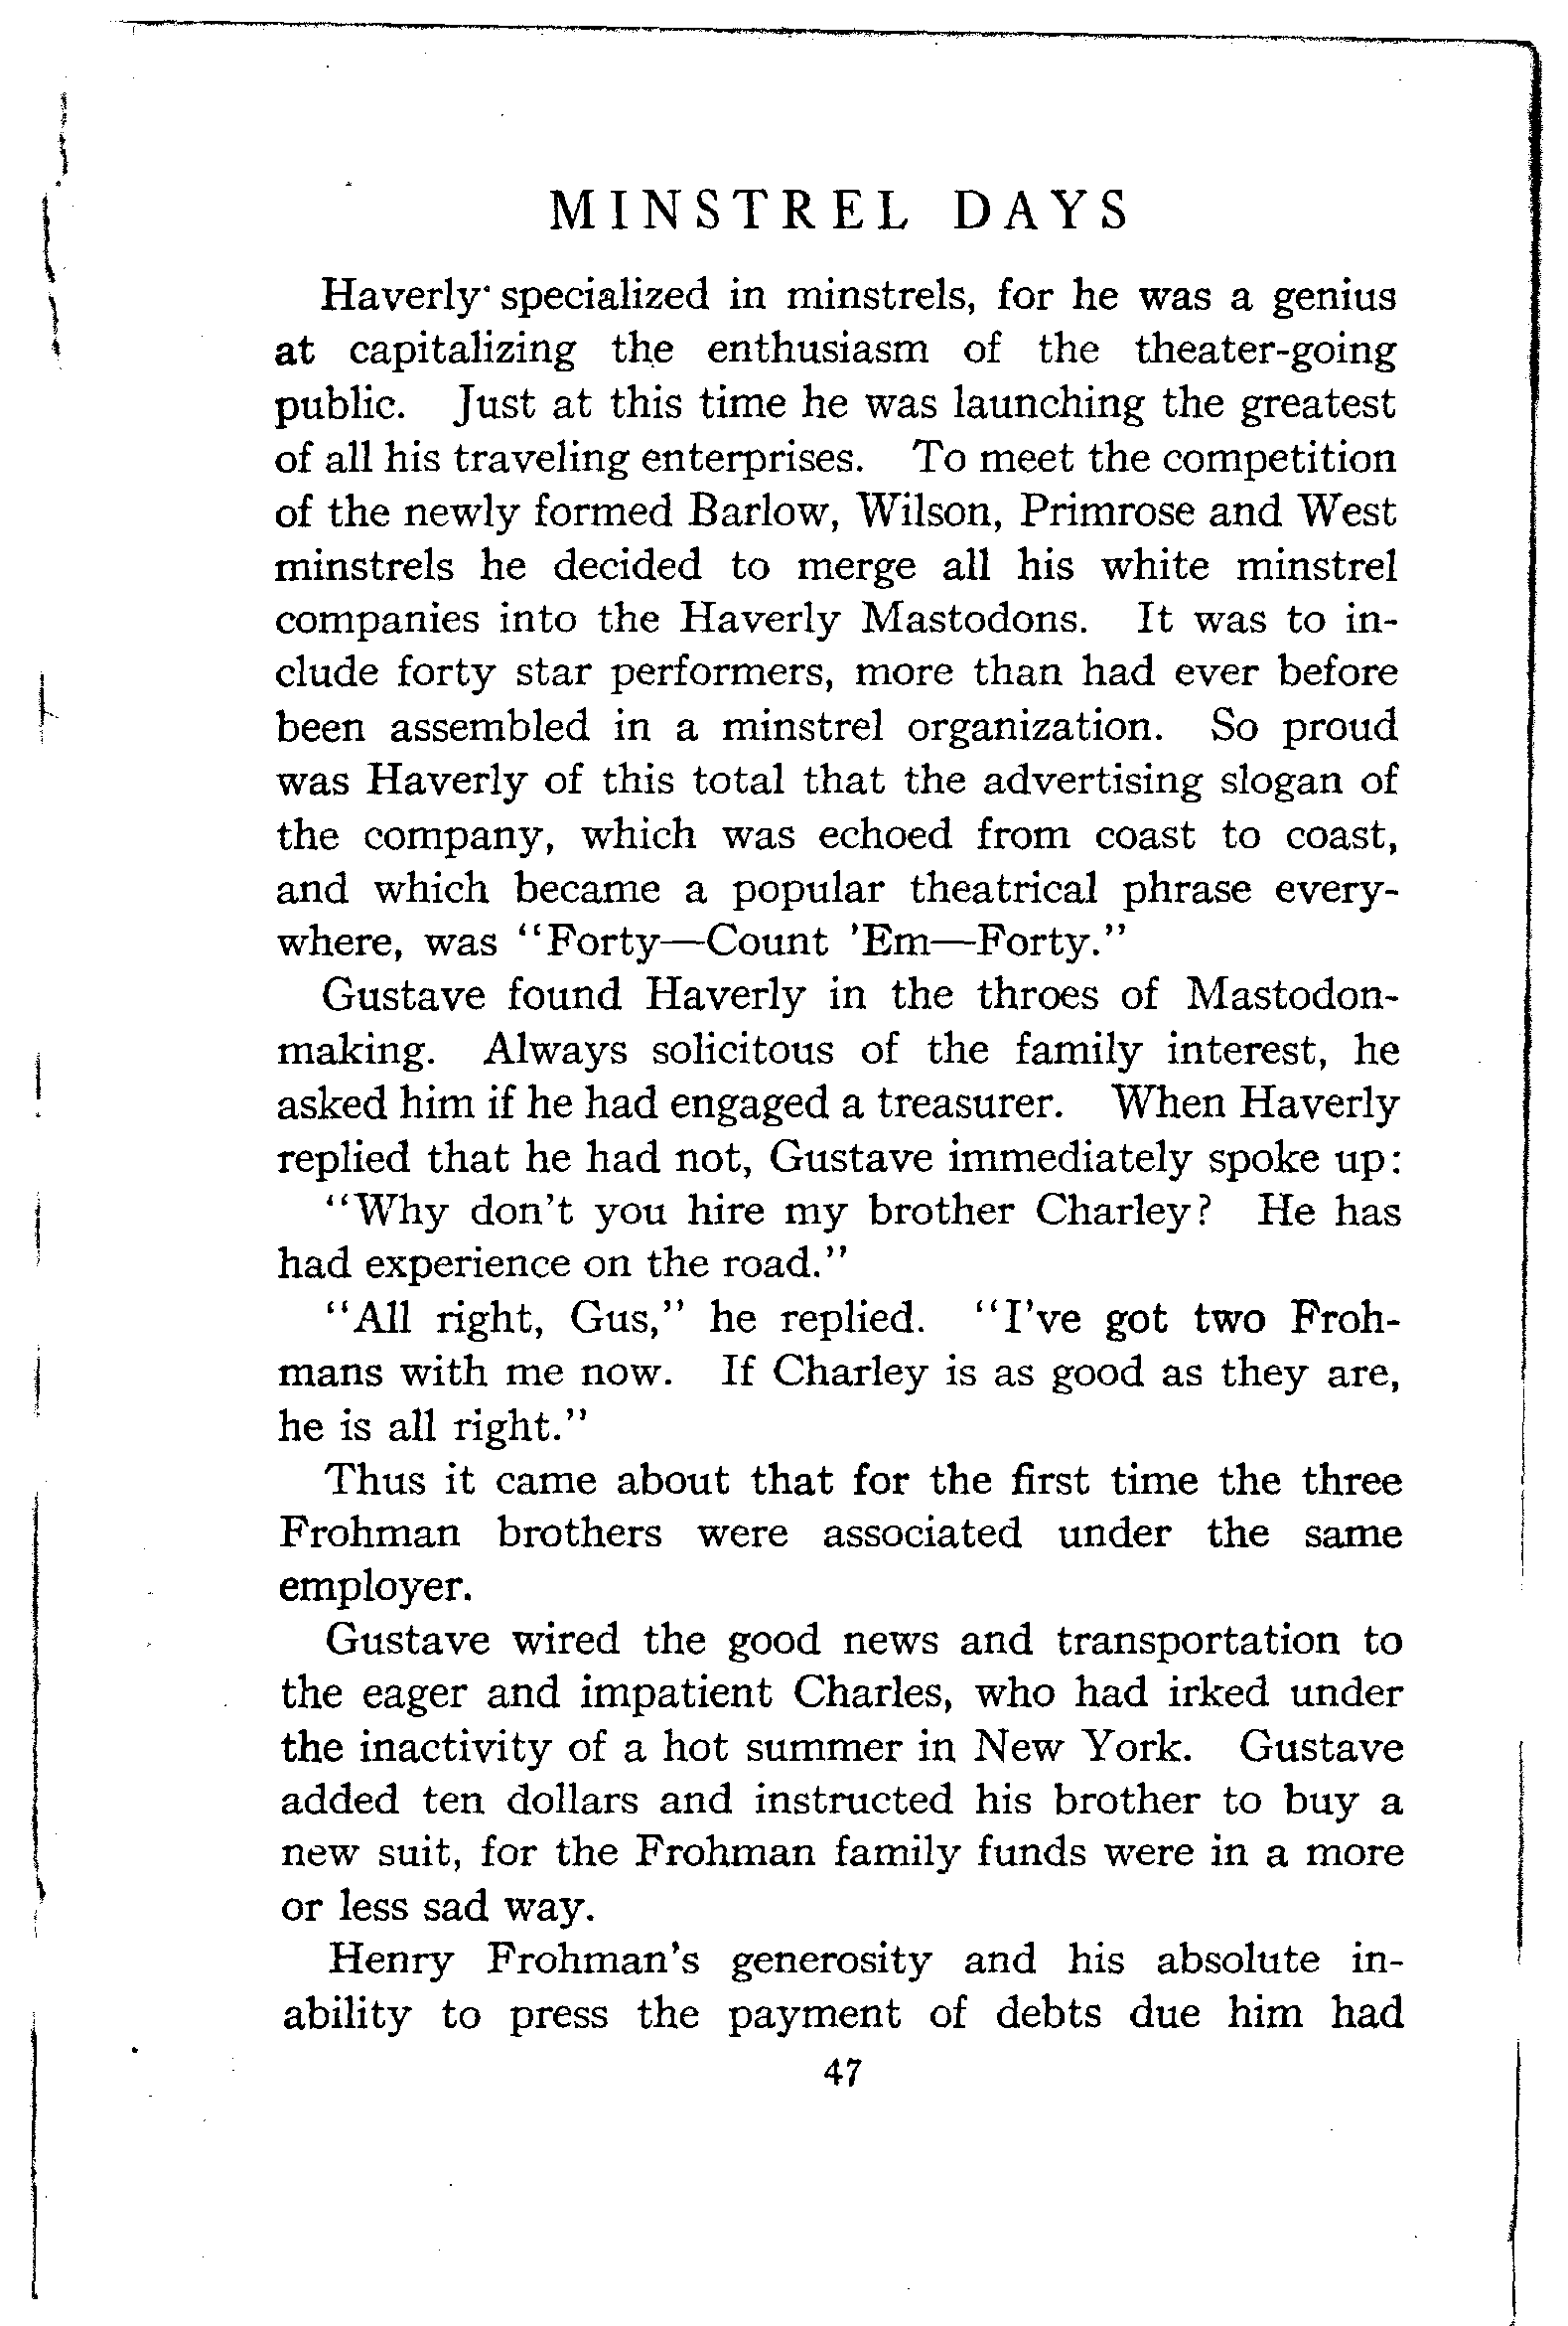 MINSTREL DAYS
Haverly specialized in minstrels, for he was a genius
at capitalizing the enthusiasm of the theater-going
public. Just at this time he was launching the greatest
of all his traveling enterprises. To meet the competition
of the newly formed Barlow, Wilson, Primrose and West
minstrels he decided to merge all his white minstrel
companies into the Haverly Mastodons. It was to in-
clude forty star performers, more than had ever before
been assembled in a minstrel organization. So proud
was Haverly of this total that the advertising slogan of
the company, which was echoed from coast to coast,
and which became a popular theatrical phrase every-
where, was "Forty—Count 'Em—Forty."
Gustave found Haverly in the throes of Mastodon-
making. Always solicitous of the family interest, he
asked him if he had engaged a treasurer. When Haverly
replied that he had not, Gustave immediately spoke up:
"Why don't you hire my brother Charley? He has
had experience on the road."
"All right, Gus," he replied. "I've got two Froh-
mans with me now. If Charley is as good as they are,
he is all right."
Thus it came about that for the first time the three
Frohman brothers were associated under the same
employer.
Gustave wired the good news and transportation to
the eager and impatient Charles, who had irked under
the inactivity of a hot summer in New York. Gustave
added ten dollars and instructed his brother to buy a
new suit, for the Frohman family funds were in a more
or less sad way.
Henry Frohman's generosity and his absolute in-
ability to press the payment of debts due him had
47